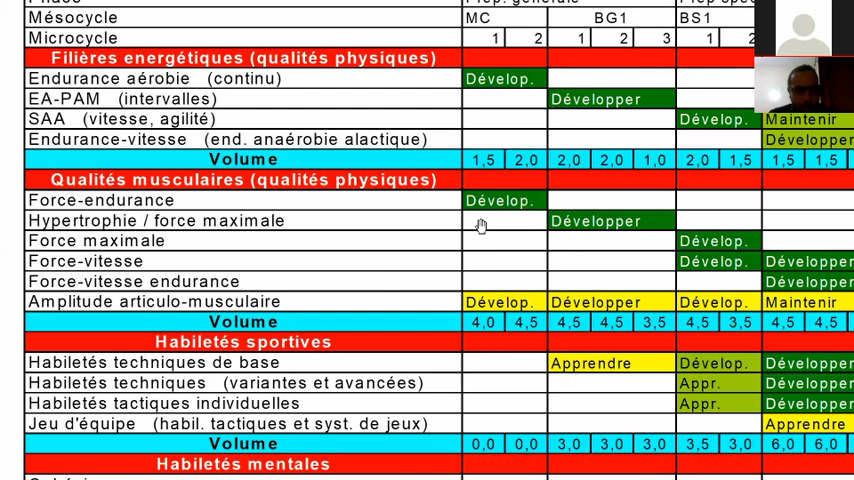 Prép. générale
Mésocycle MC BG1 BS1
Microcycle 1 2 1 2 3 1 2
Filières energétiques (qualités physiques)
Endurance aérobie (continu) Dévelop.
EA-PAM (intervalles) Développer
SAA (vitesse, agilité) Dévelop. Maintenir
Endurance-vitesse (end. anaérobie alactique) Développer
Volume 1,5 2,0 2,0 2,0 1,0 2,0 1,5 1,5 1,5
Qualités musculaires (qualités physiques)
Force-endurance Dévelop.
Hypertrophie / force maximale Développer
Force maximale Dévelop.
Force-vitesse Dévelop. Développer
Force-vitesse endurance Développer
Amplitude articulo-musculaire Dévelop. Développer Dévelop. Maintenir
Volume 4,0 4,5 4,5 4,5 3,5 4,5 3,5 4,5 4,5
Habiletés sportives
Habiletés techniques de base Apprendre Dévelop. Développer
Habiletés techniques (variantes et avancées) Appr. Développer
Habiletés tactiques individuelles Appr. Développer
Jeu d'équipe (habil. tactiques et syst. de jeux) Apprendre
Volume 0,0 0,0 3,0 3,0 3,0 3,5 3,0 6,0 6,0
Habiletés mentales